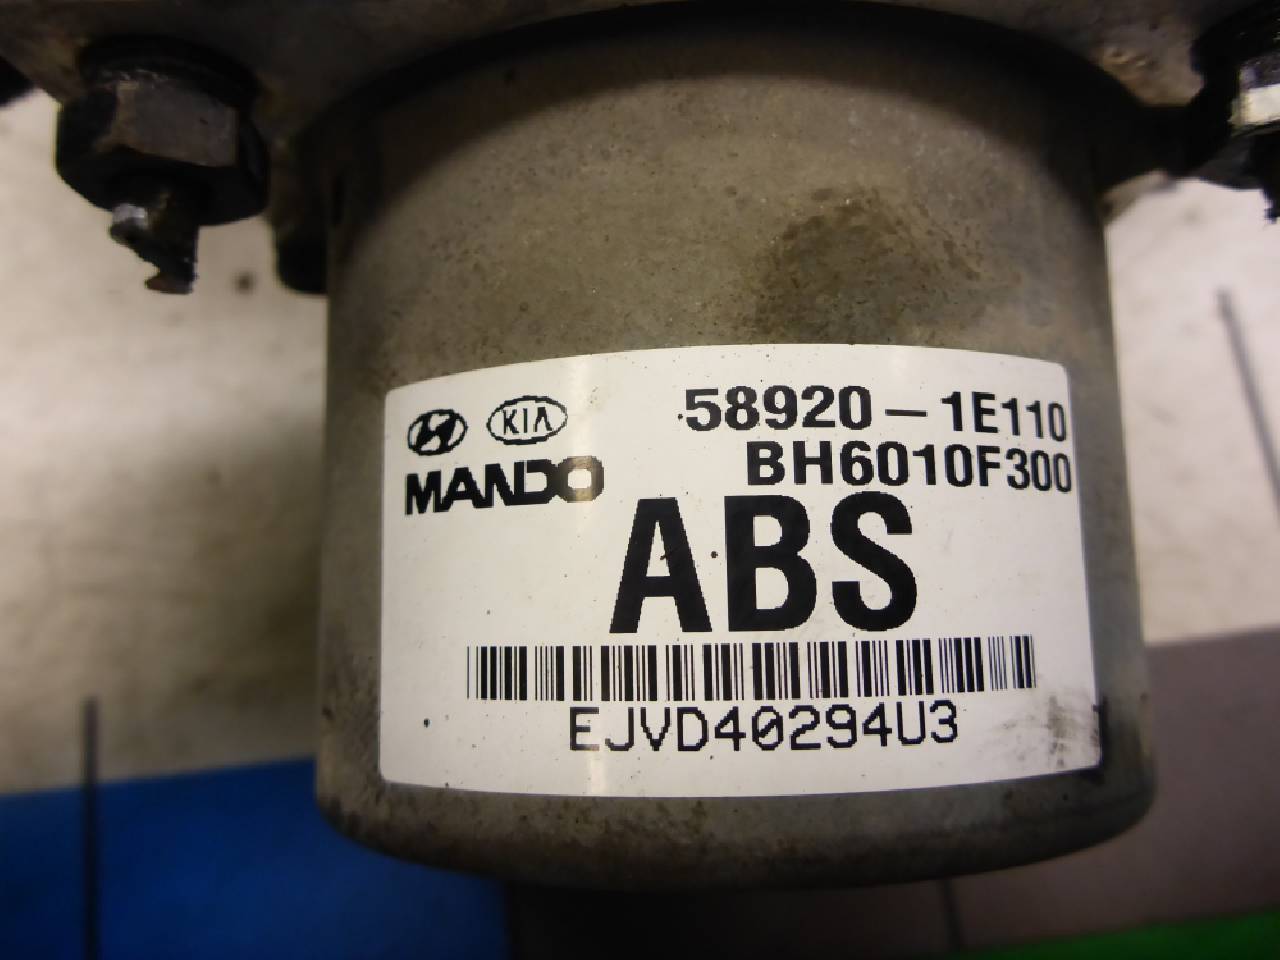 KIA 58920-1E110
MANDO BH6010F300
ABS
EJVD40294U3